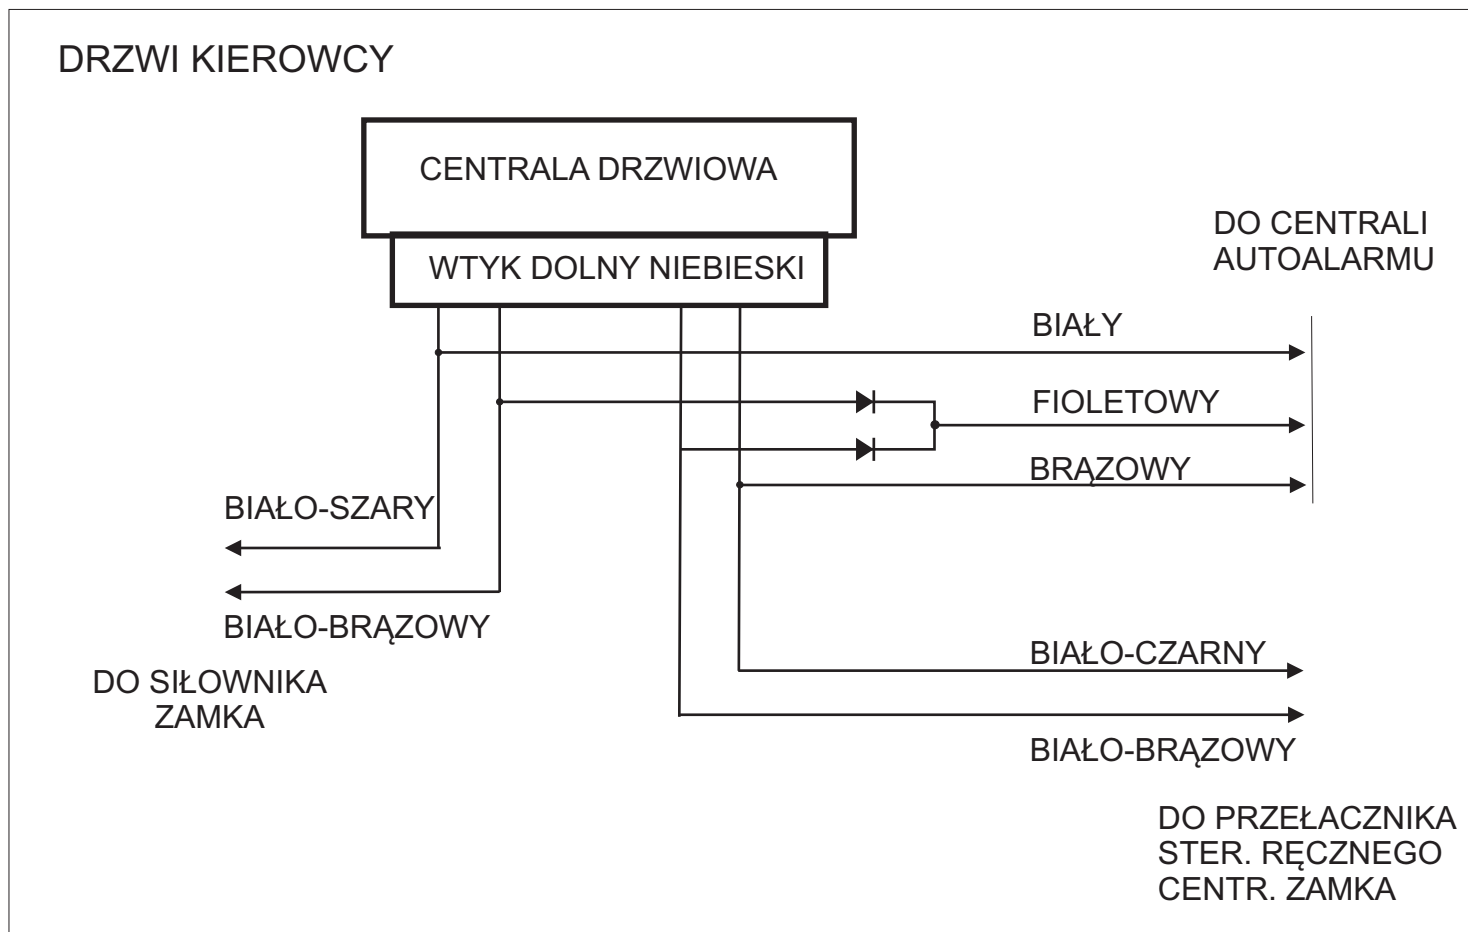 DRZWI KIEROWCY
CENTRALA DRZWIOWA
WTYK DOLNY NIEBIESKI
DO CENTRALI
AUTOALARMU
BIAŁY
FIOLETOWY
BRĄZOWY
BIAŁO-SZARY
BIAŁO-BRĄZOWY
DO SIŁOWNIKA
ZAMKA
BIAŁO-CZARNY
BIAŁO-BRĄZOWY
DO PRZEŁACZNIKA
STER. RĘCZNEGO
CENTR. ZAMKA